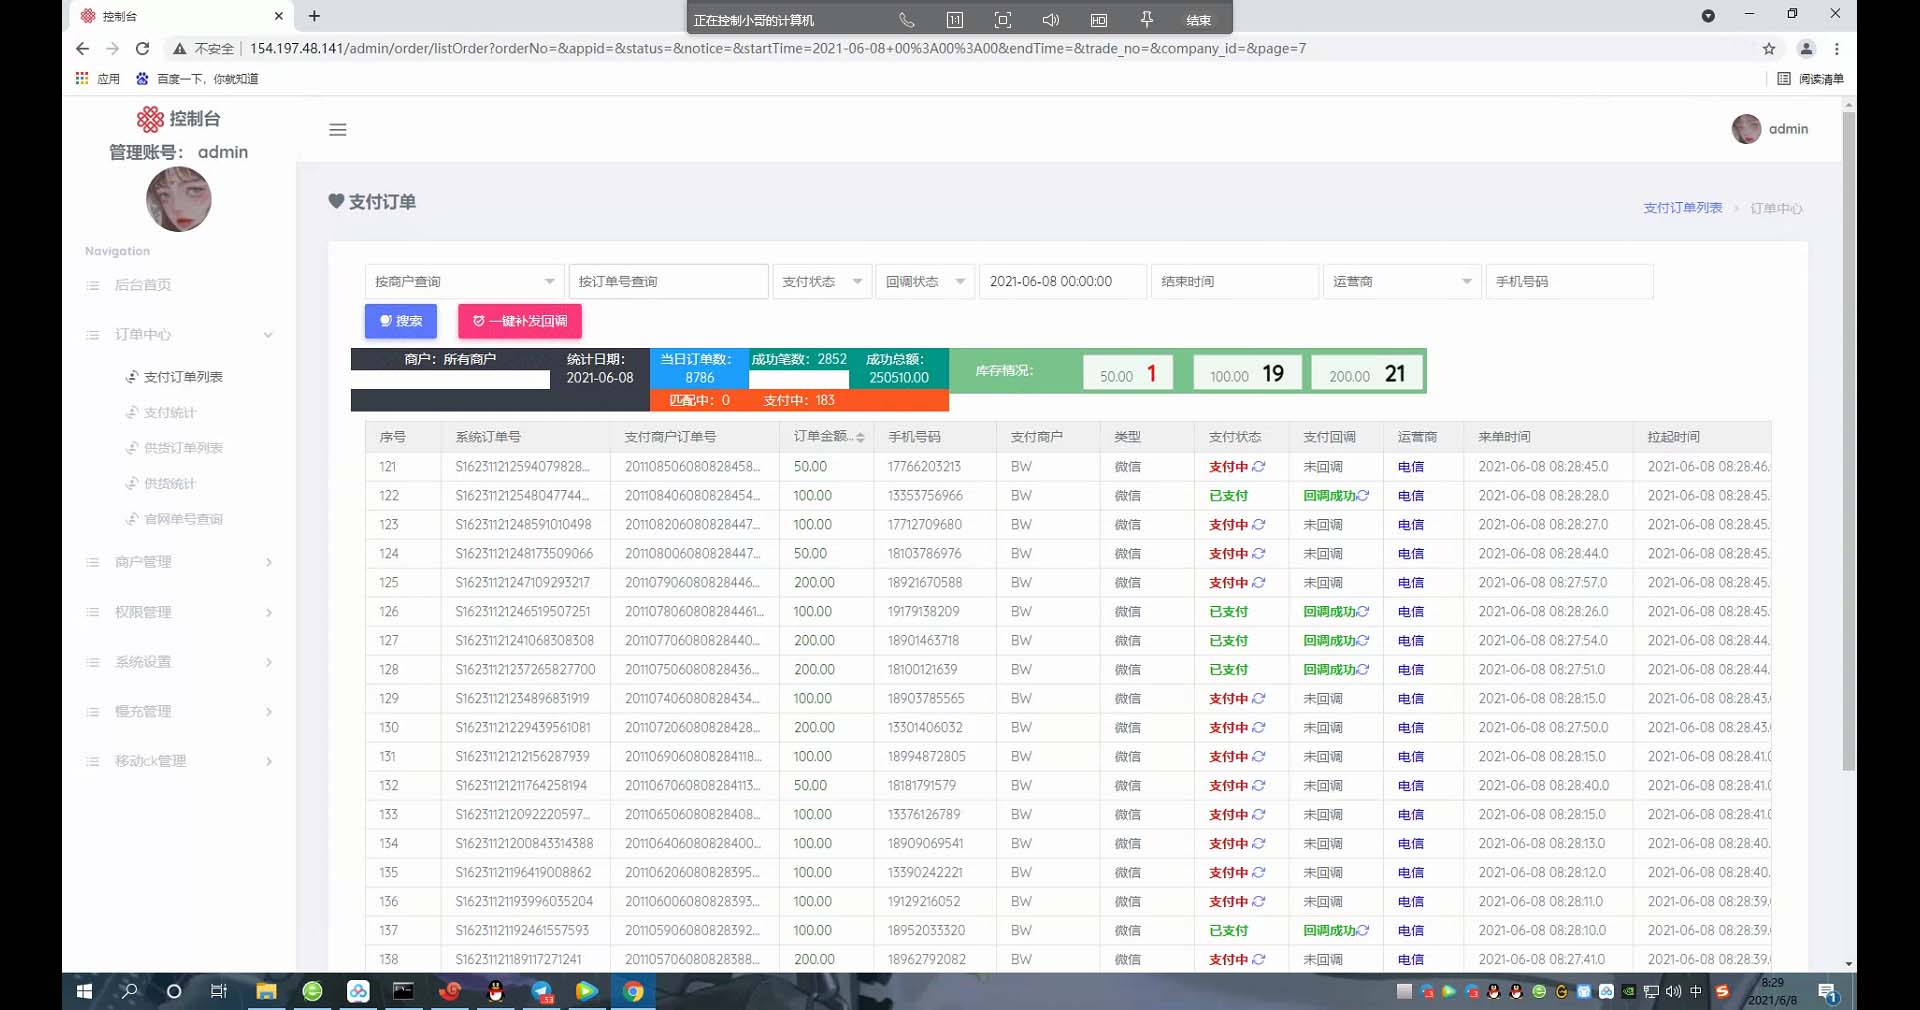 控制台
正在控制小哥的计算机
1:1
HD
结束
不安全 154.197.48.141/admin/order/listOrder?orderNo=&appid=&status=&notice=&startTime=2021-06-08+00%3A00%3A00&endTime=&trade_no=&company_id=&page=7
应用 百度一下，你就知道 阅读清单
控制台
管理账号： admin
admin
Navigation
后台首页
订单中心
支付订单列表
支付统计
供货订单列表
供货统计
官网单号查询
商户管理
权限管理
系统设置
慢充管理
移动ck管理
支付订单
支付订单列表 订单中心
按商户查询 按订单号查询 支付状态 回调状态 2021-06-08 00:00:00 结束时间 运营商 手机号码
搜索 一键补发回调
商户：所有商户 统计日期： 当日订单数： 成功笔数：2852 成功总额：
2021-06-08 8786 250510.00
匹配中：0 支付中：183
库存情况： 50.00 1 100.00 19 200.00 21
序号 系统订单号 支付商户订单号 订单金额... 手机号码 支付商户 类型 支付状态 支付回调 运营商 来单时间 拉起时间
121 S162311212594079828... 201108506080828458... 50.00 17766203213 BW 微信 支付中 未回调 电信 2021-06-08 08:28:45.0 2021-06-08 08:28:46.
122 S162311212548047744... 201108406080828454... 100.00 13353756966 BW 微信 已支付 回调成功 电信 2021-06-08 08:28:28.0 2021-06-08 08:28:45.
123 S16231121248591010498 201108206080828447... 100.00 17712709680 BW 微信 支付中 未回调 电信 2021-06-08 08:28:27.0 2021-06-08 08:28:45.
124 S16231121248173509066 201108006080828447... 50.00 18103786976 BW 微信 支付中 未回调 电信 2021-06-08 08:28:44.0 2021-06-08 08:28:45.
125 S16231121247109293217 201107906080828446... 200.00 18921670588 BW 微信 支付中 未回调 电信 2021-06-08 08:27:57.0 2021-06-08 08:28:45.
126 S16231121246519507251 2011078060808284461... 100.00 19179138209 BW 微信 已支付 回调成功 电信 2021-06-08 08:28:26.0 2021-06-08 08:28:45.
127 S16231121241068308308 201107706080828440... 200.00 18901463718 BW 微信 已支付 回调成功 电信 2021-06-08 08:27:54.0 2021-06-08 08:28:44.
128 S16231121237265827700 201107506080828436... 200.00 18100121639 BW 微信 已支付 回调成功 电信 2021-06-08 08:27:51.0 2021-06-08 08:28:44.
129 S16231121234896831919 201107406080828434... 100.00 18903785565 BW 微信 支付中 未回调 电信 2021-06-08 08:28:15.0 2021-06-08 08:28:43.
130 S16231121229439561081 201107206080828428... 200.00 13301406032 BW 微信 支付中 未回调 电信 2021-06-08 08:27:50.0 2021-06-08 08:28:43.
131 S16231121212156287939 2011069060808284118... 100.00 18994872805 BW 微信 支付中 未回调 电信 2021-06-08 08:28:15.0 2021-06-08 08:28:41.0
132 S16231121211764258194 2011067060808284113... 50.00 18181791579 BW 微信 支付中 未回调 电信 2021-06-08 08:28:40.0 2021-06-08 08:28:41.0
133 S162311212092220597... 201106506080828408... 100.00 13376126789 BW 微信 支付中 未回调 电信 2021-06-08 08:28:15.0 2021-06-08 08:28:41.0
134 S16231121200843314388 201106406080828400... 100.00 18909069541 BW 微信 支付中 未回调 电信 2021-06-08 08:28:13.0 2021-06-08 08:28:40.
135 S16231121196419008862 201106206080828395... 100.00 13390242221 BW 微信 支付中 未回调 电信 2021-06-08 08:28:12.0 2021-06-08 08:28:40.
136 S16231121193996035204 201106006080828393... 100.00 19129216052 BW 微信 支付中 未回调 电信 2021-06-08 08:28:11.0 2021-06-08 08:28:39.
137 S16231121192461557593 201105906080828392... 100.00 18952033320 BW 微信 已支付 回调成功 电信 2021-06-08 08:28:10.0 2021-06-08 08:28:39.
138 S16231121189117271241 201105706080828388... 200.00 18962792082 BW 微信 支付中 未回调 电信 2021-06-08 08:27:41.0 2021-06-08 08:28:39.
中
8:29
2021/6/8